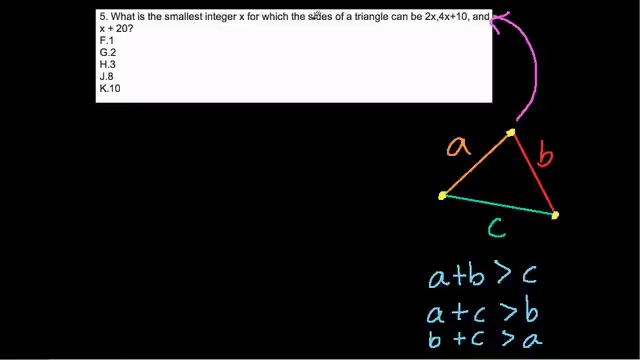 5. What is the smallest integer x for which the sides of a triangle can be 2x,4x+10, and
x + 20?
F.1
G.2
H.3
J.8
K.10
a
b
c
a+b > c
a + c > b
b + c > a